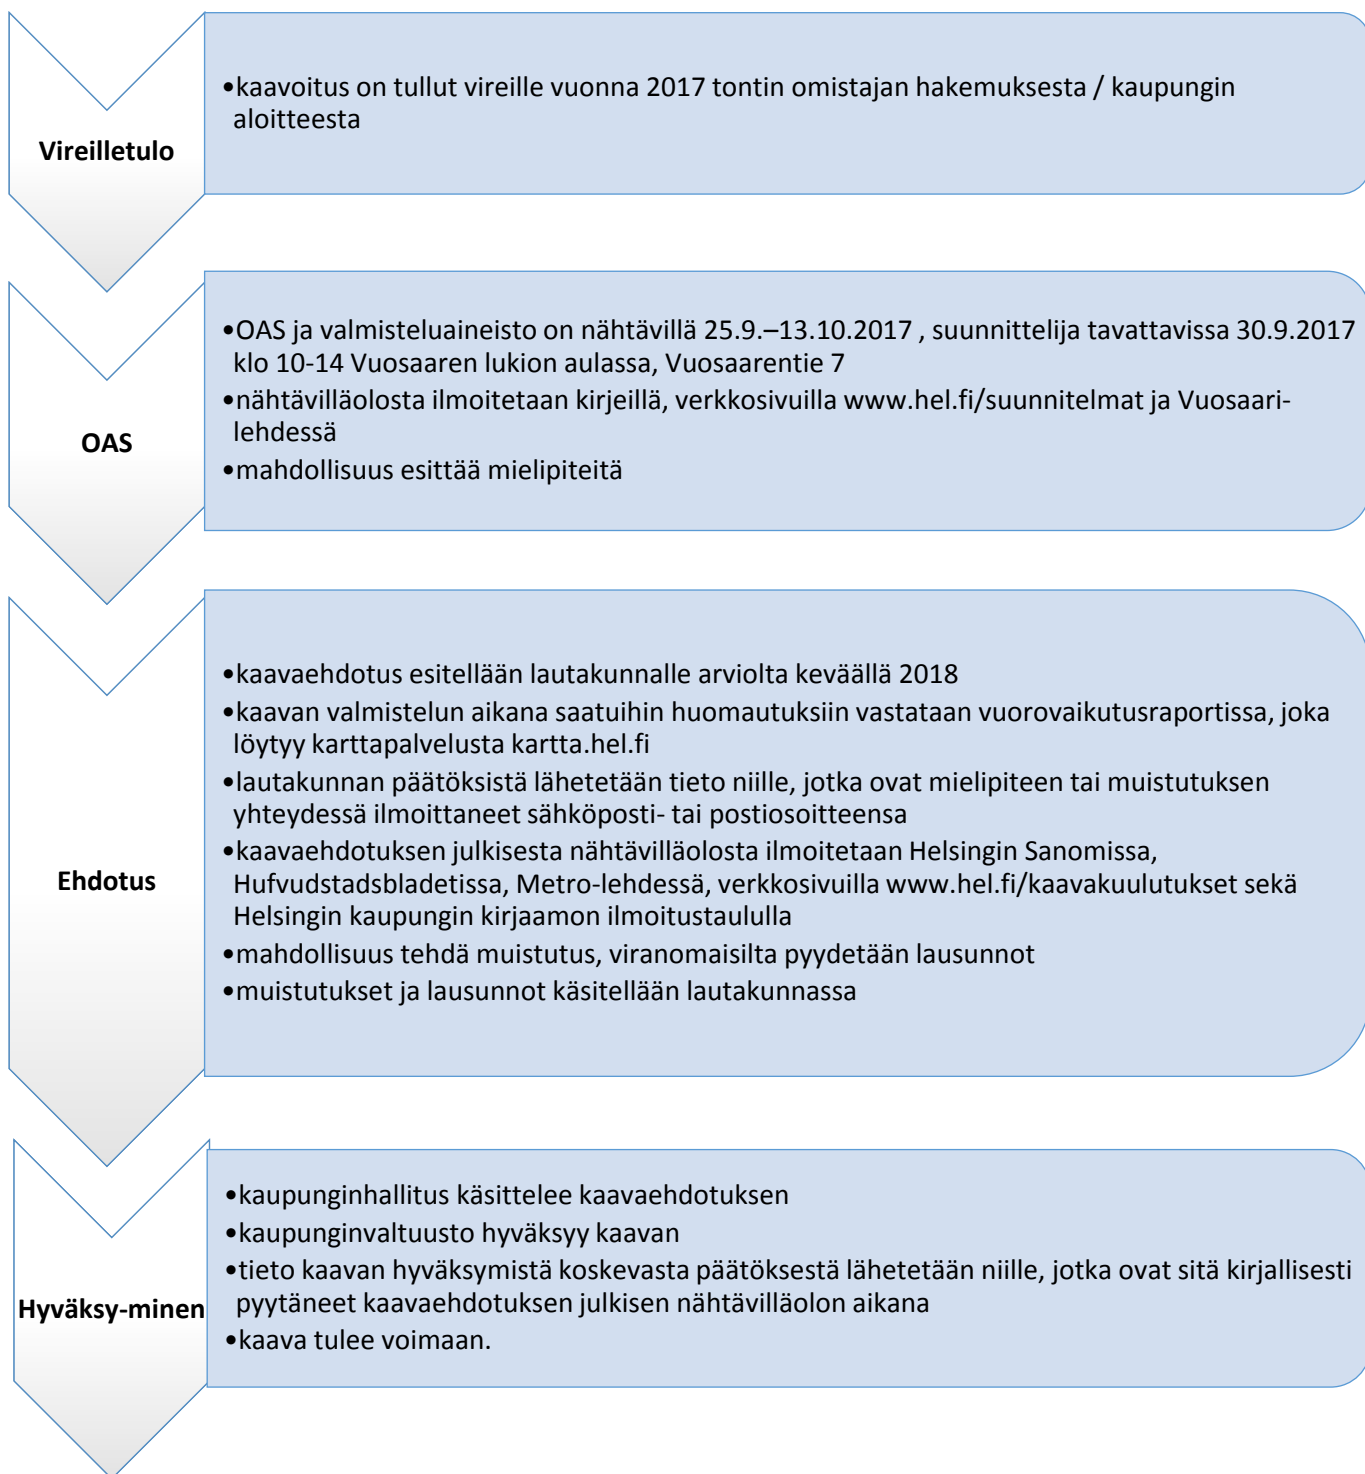 Vireilletulo
•kaavoitus on tullut vireille vuonna 2017 tontin omistajan hakemuksesta / kaupungin
aloitteesta
OAS
•OAS ja valmisteluaineisto on nähtävillä 25.9.–13.10.2017 , suunnittelija tavattavissa 30.9.2017
klo 10-14 Vuosaaren lukion aulassa, Vuosaarentie 7
•nähtävilläolosta ilmoitetaan kirjeillä, verkkosivuilla www.hel.fi/suunnitelmat ja Vuosaari-
lehdessä
•mahdollisuus esittää mielipiteitä
Ehdotus
•kaavaehdotus esitellään lautakunnalle arviolta keväällä 2018
•kaavan valmistelun aikana saatuihin huomautuksiin vastataan vuorovaikutusraportissa, joka
löytyy karttapalvelusta kartta.hel.fi
•lautakunnan päätöksistä lähetetään tieto niille, jotka ovat mielipiteen tai muistutuksen
yhteydessä ilmoittaneet sähköposti- tai postiosoitteensa
•kaavaehdotuksen julkisesta nähtävilläolosta ilmoitetaan Helsingin Sanomissa,
Hufvudstadsbladetissa, Metro-lehdessä, verkkosivuilla www.hel.fi/kaavakuulutukset sekä
Helsingin kaupungin kirjaamon ilmoitustaululla
•mahdollisuus tehdä muistutus, viranomaisilta pyydetään lausunnot
•muistutukset ja lausunnot käsitellään lautakunnassa
Hyväksy-minen
•kaupunginhallitus käsittelee kaavaehdotuksen
•kaupunginvaltuusto hyväksyy kaavan
•tieto kaavan hyväksymistä koskevasta päätöksestä lähetetään niille, jotka ovat sitä kirjallisesti
pyytäneet kaavaehdotuksen julkisen nähtävilläolon aikana
•kaava tulee voimaan.